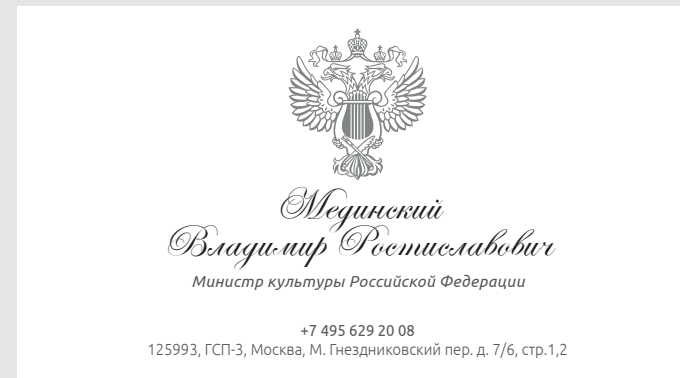 Мединский
Владимир Ростиславович
Министр культуры Российской Федерации
+7 495 629 20 08
125993, ГСП-3, Москва, М. Гнездниковский пер. д. 7/6, стр.1,2